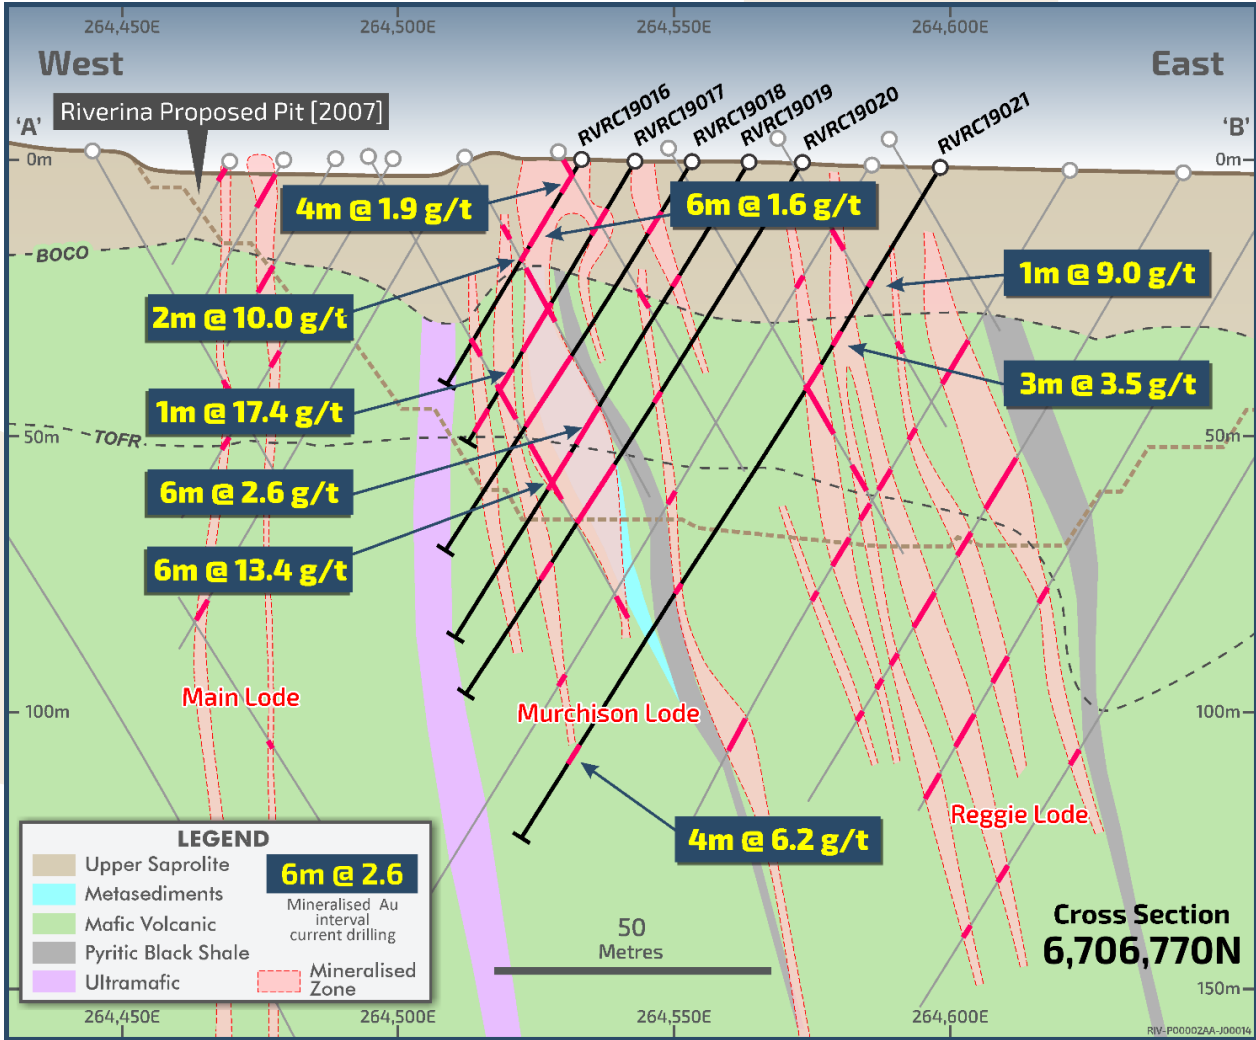 264,450E
264,500E
264,550E
264,600E
West
East
Riverina Proposed Pit [2007]
RVRC19016
RVRC19017
RVRC19018
RVRC19019
RVRC19020
RVRC19021
'A'
'B'
0m
0m
4m @ 1.9 g/t
6m @ 1.6 g/t
BOCO
1m @ 9.0 g/t
2m @ 10.0 g/t
3m @ 3.5 g/t
1m @ 17.4 g/t
50m
TOFR
50m
6m @ 2.6 g/t
6m @ 13.4 g/t
Main Lode
Murchison Lode
100m
100m
Reggie Lode
4m @ 6.2 g/t
LEGEND
Upper Saprolite
Metasediments
Mafic Volcanic
Pyritic Black Shale
Ultramafic
6m @ 2.6
Mineralised Au
interval
current drilling
Mineralised
Zone
50
Metres
Cross Section
6,706,770N
150m
264,450E
264,500E
264,550E
264,600E
RIV-P00002AA-J00014